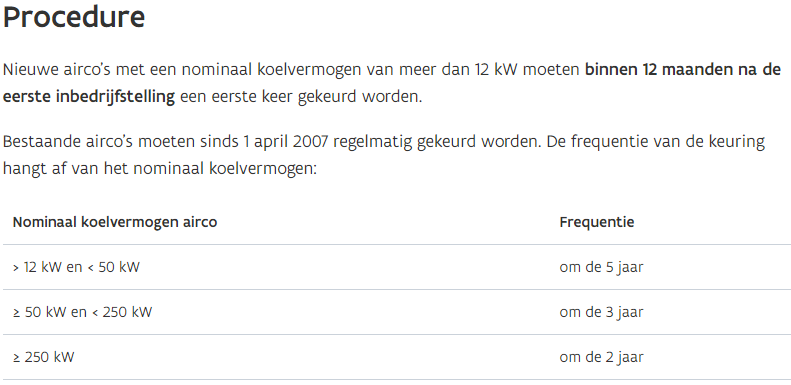 Procedure
Nieuwe airco's met een nominaal koelvermogen van meer dan 12 kW moeten binnen 12 maanden na de
eerste inbedrijfstelling een eerste keer gekeurd worden.
Bestaande airco's moeten sinds 1 april 2007 regelmatig gekeurd worden. De frequentie van de keuring
hangt af van het nominaal koelvermogen:
Nominaal koelvermogen airco Frequentie
> 12 kW en < 50 kW om de 5 jaar
≥ 50 kW en < 250 kW om de 3 jaar
≥ 250 kW om de 2 jaar